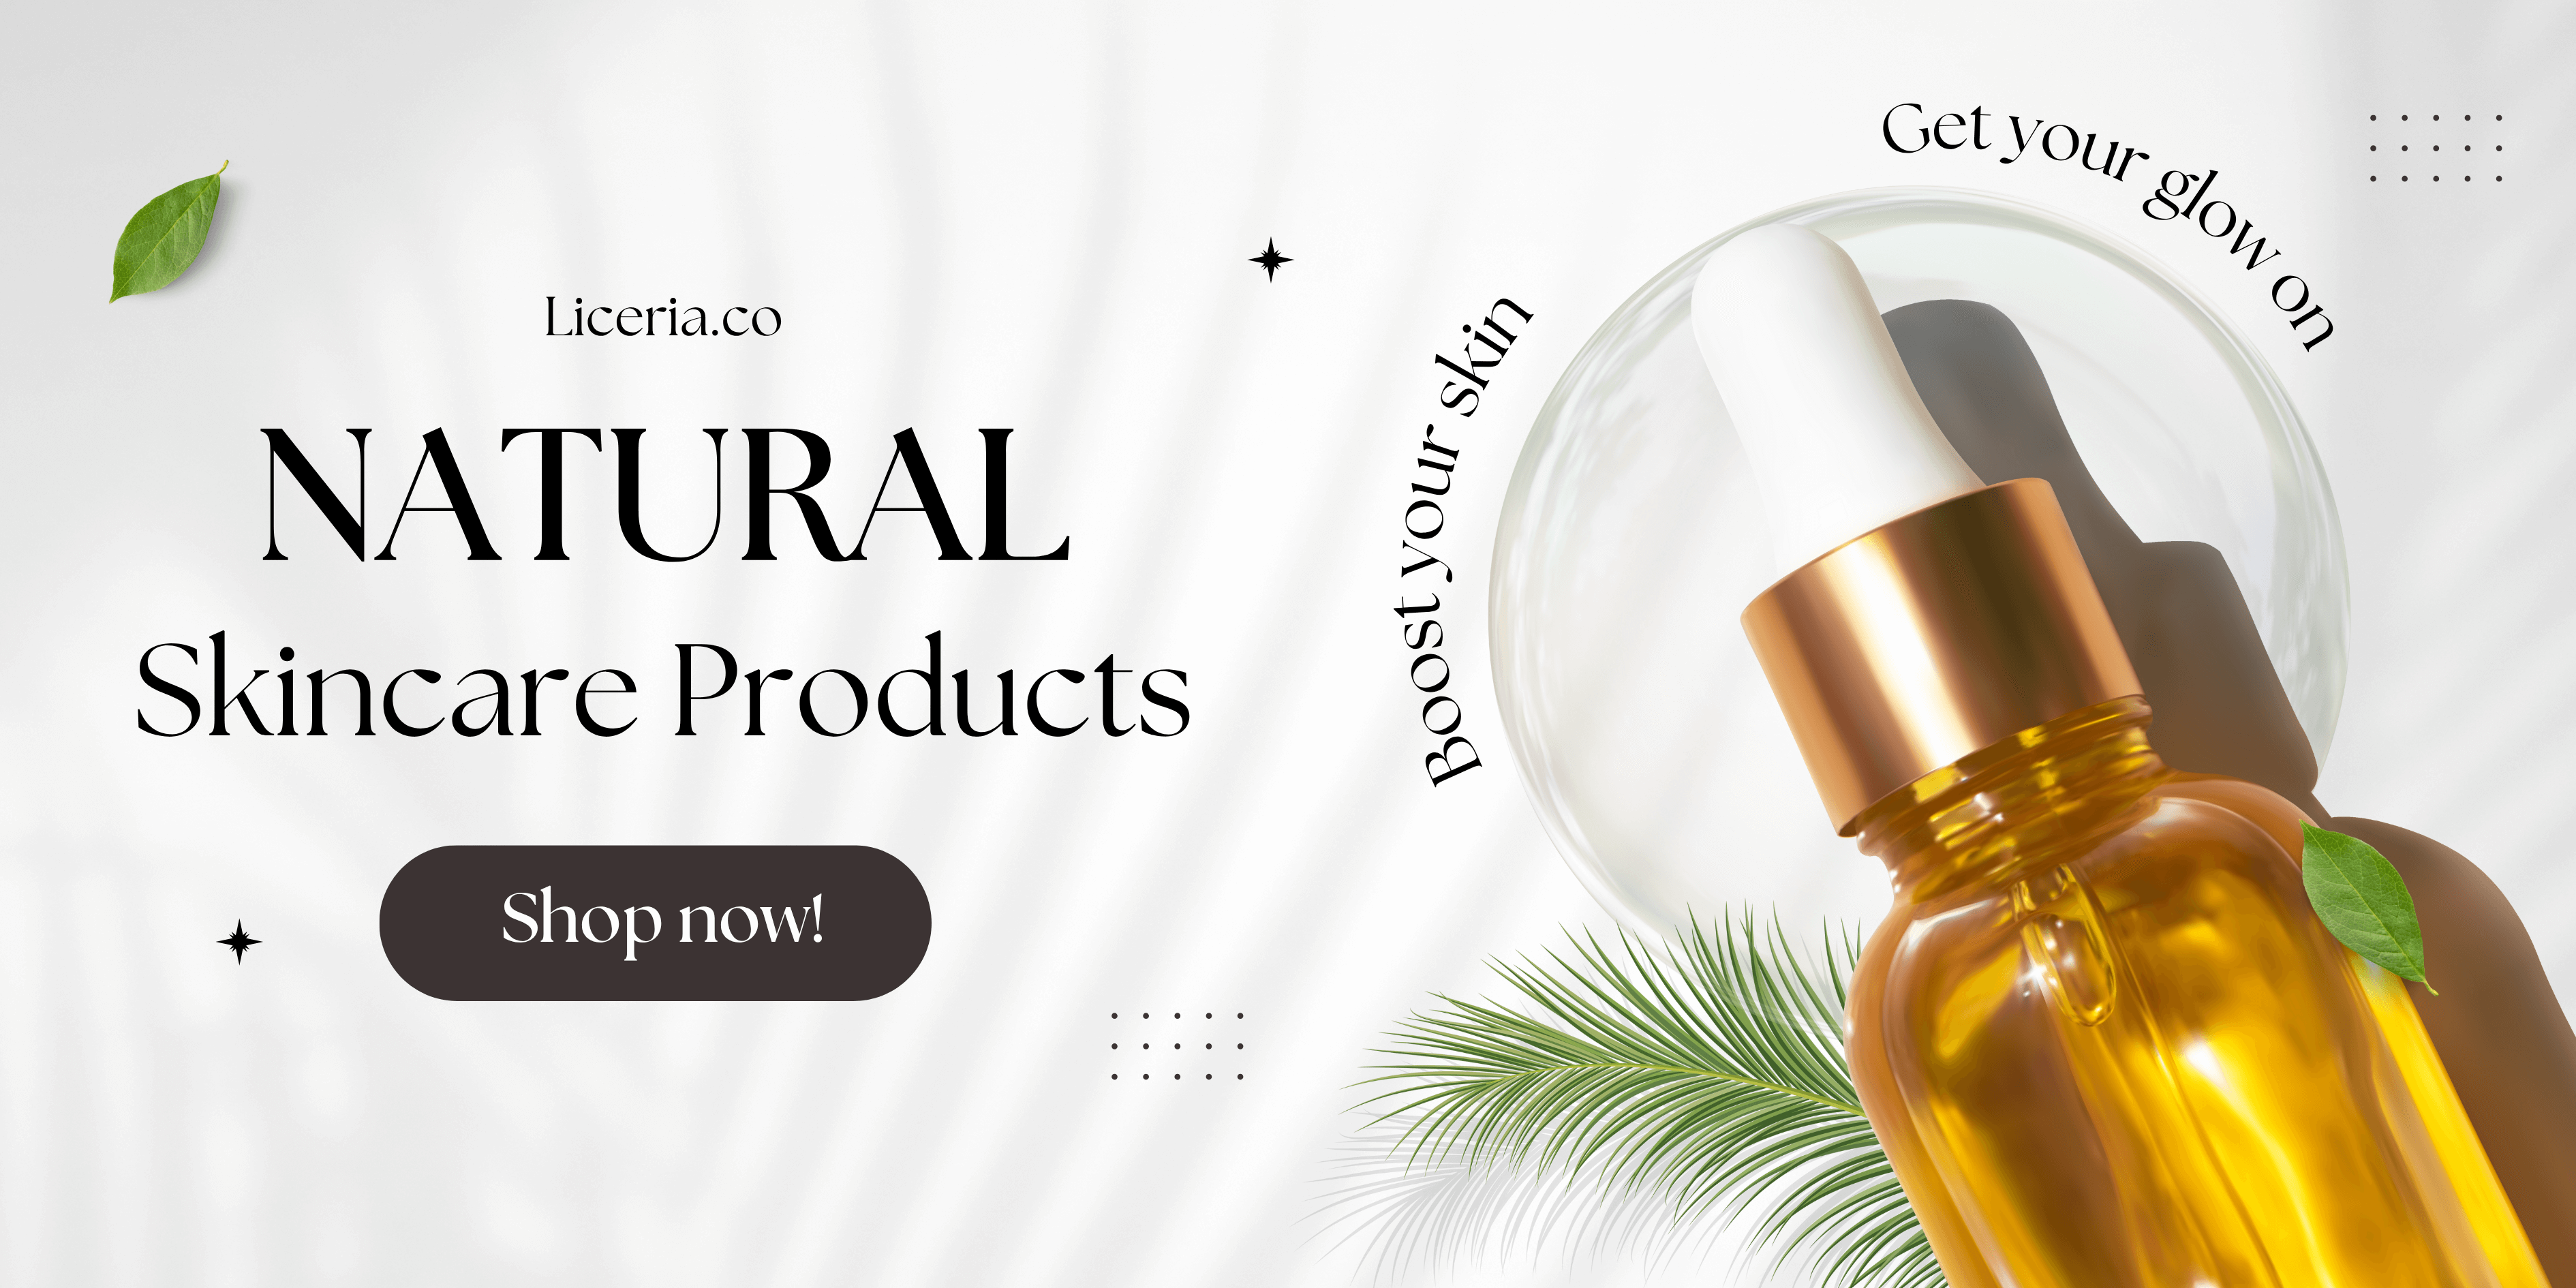 Liceria.co
NATURAL
Skincare Products
Shop now!
Boost your skin
Get your glow on